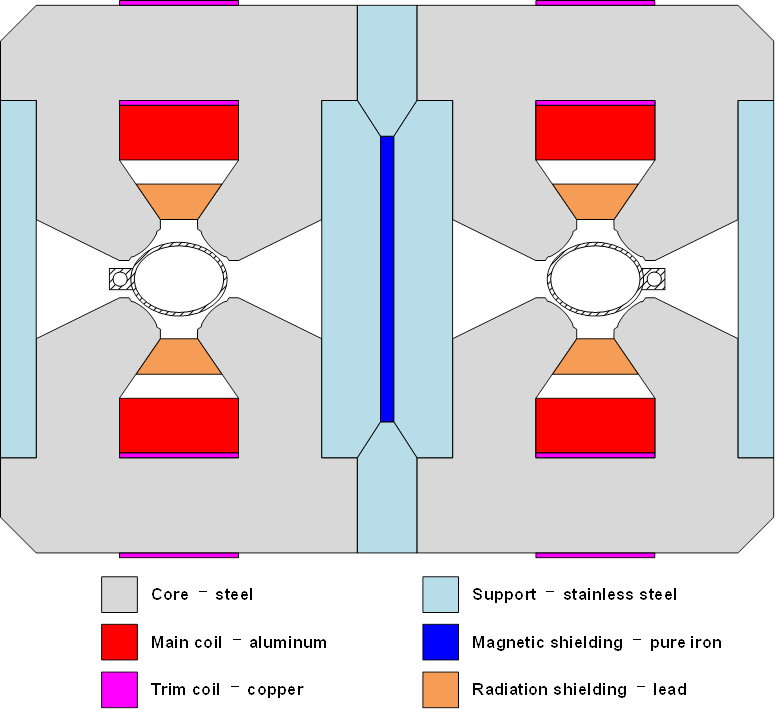 Core – steel
Support – stainless steel
Main coil – aluminum
Magnetic shielding – pure iron
Trim coil – copper
Radiation shielding – lead